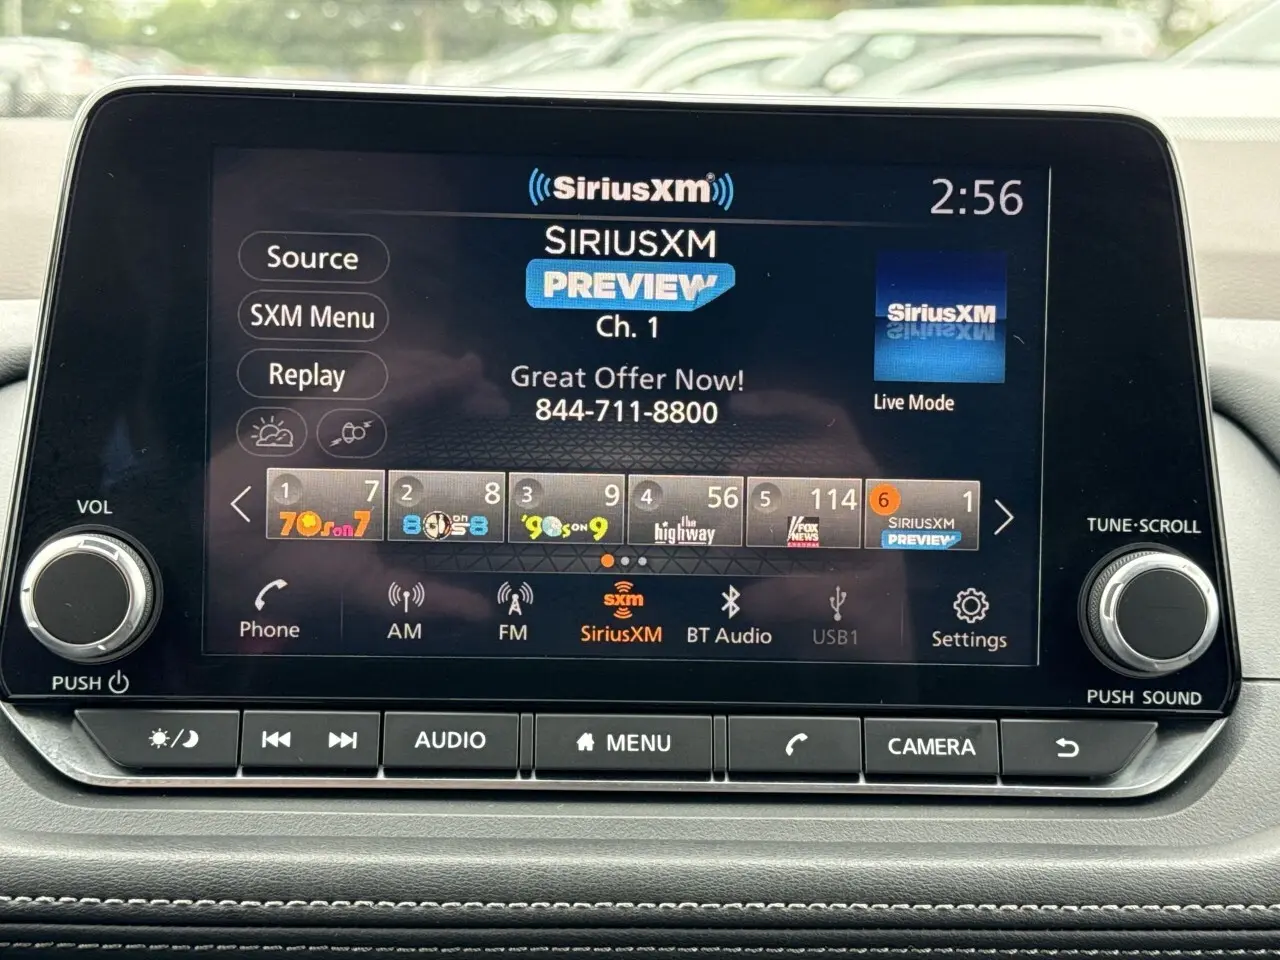 SiriusXM
2:56
Source
SXM Menu
Replay
SIRIUSXM
PREVIEW
Ch. 1
Great Offer Now!
844-711-8800
SiriusXM
Live Mode
1 7
70s on 7
2 8
80s on 8
3 9
'90s ON 9
4 56
the highway
5 114
FOX NEWS
6 1
SIRIUSXM
PREVIEW
Phone
AM
FM
sxm
SiriusXM
BT Audio
USB1
Settings
VOL
PUSH
TUNE·SCROLL
PUSH SOUND
AUDIO
MENU
CAMERA